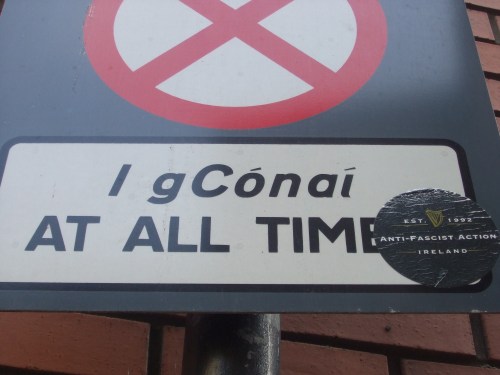 I gCónaí
AT ALL TIME
EST. 1992
ANTI-FASCIST ACTION
IRELAND